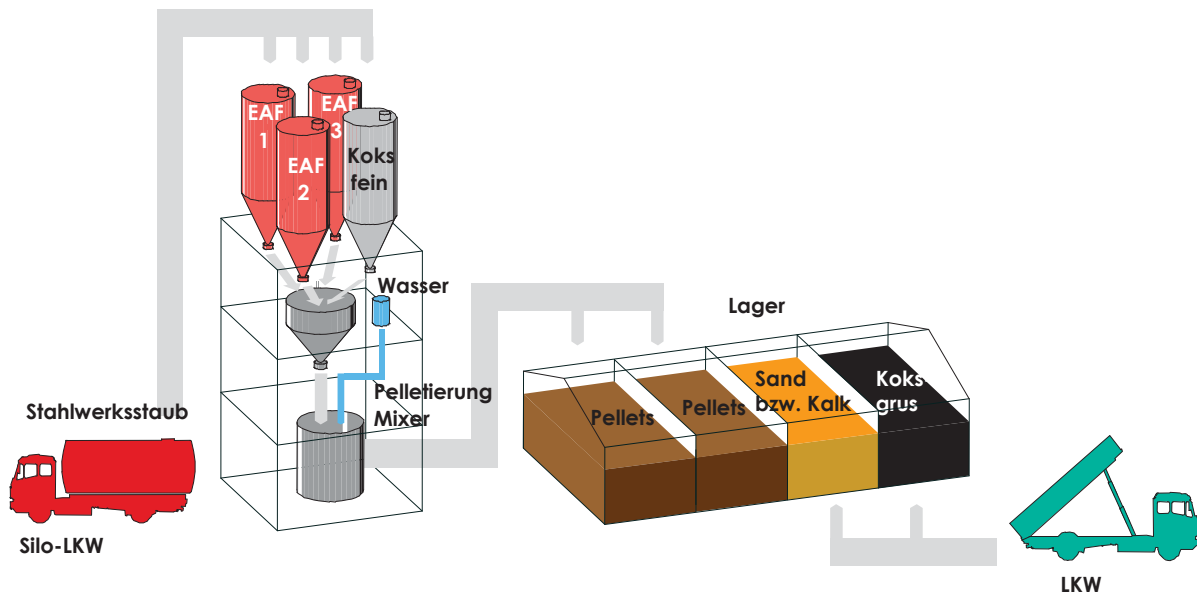 EAF
1
EAF
2
EAF
3
Koks
fein
Wasser
Pelletierung
Mixer
Stahlwerksstaub
Silo-LKW
Lager
Pellets
Pellets
Sand
bzw. Kalk
Koks-
grus
LKW